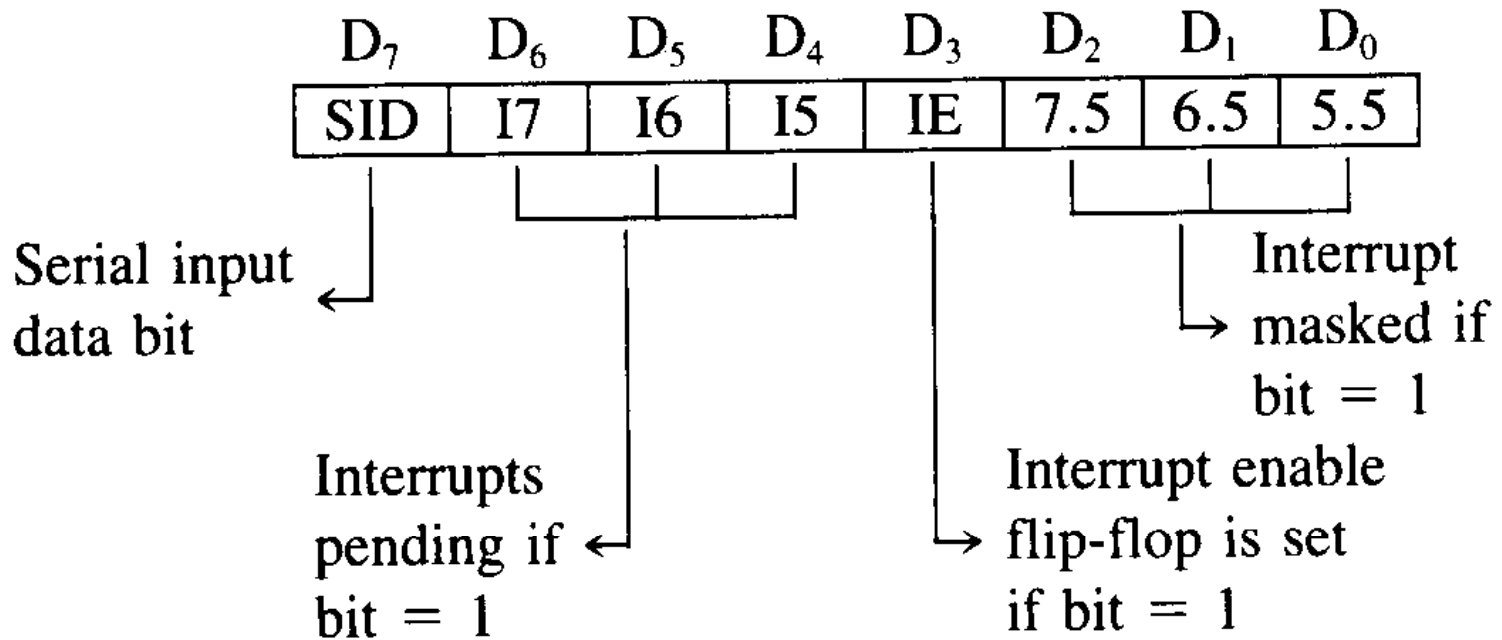 D₇ D₆ D₅ D₄ D₃ D₂ D₁ D₀
SID I7 I6 I5 IE 7.5 6.5 5.5
Serial input
data bit
Interrupt
masked if
bit = 1
Interrupts
pending if
bit = 1
Interrupt enable
flip-flop is set
if bit = 1